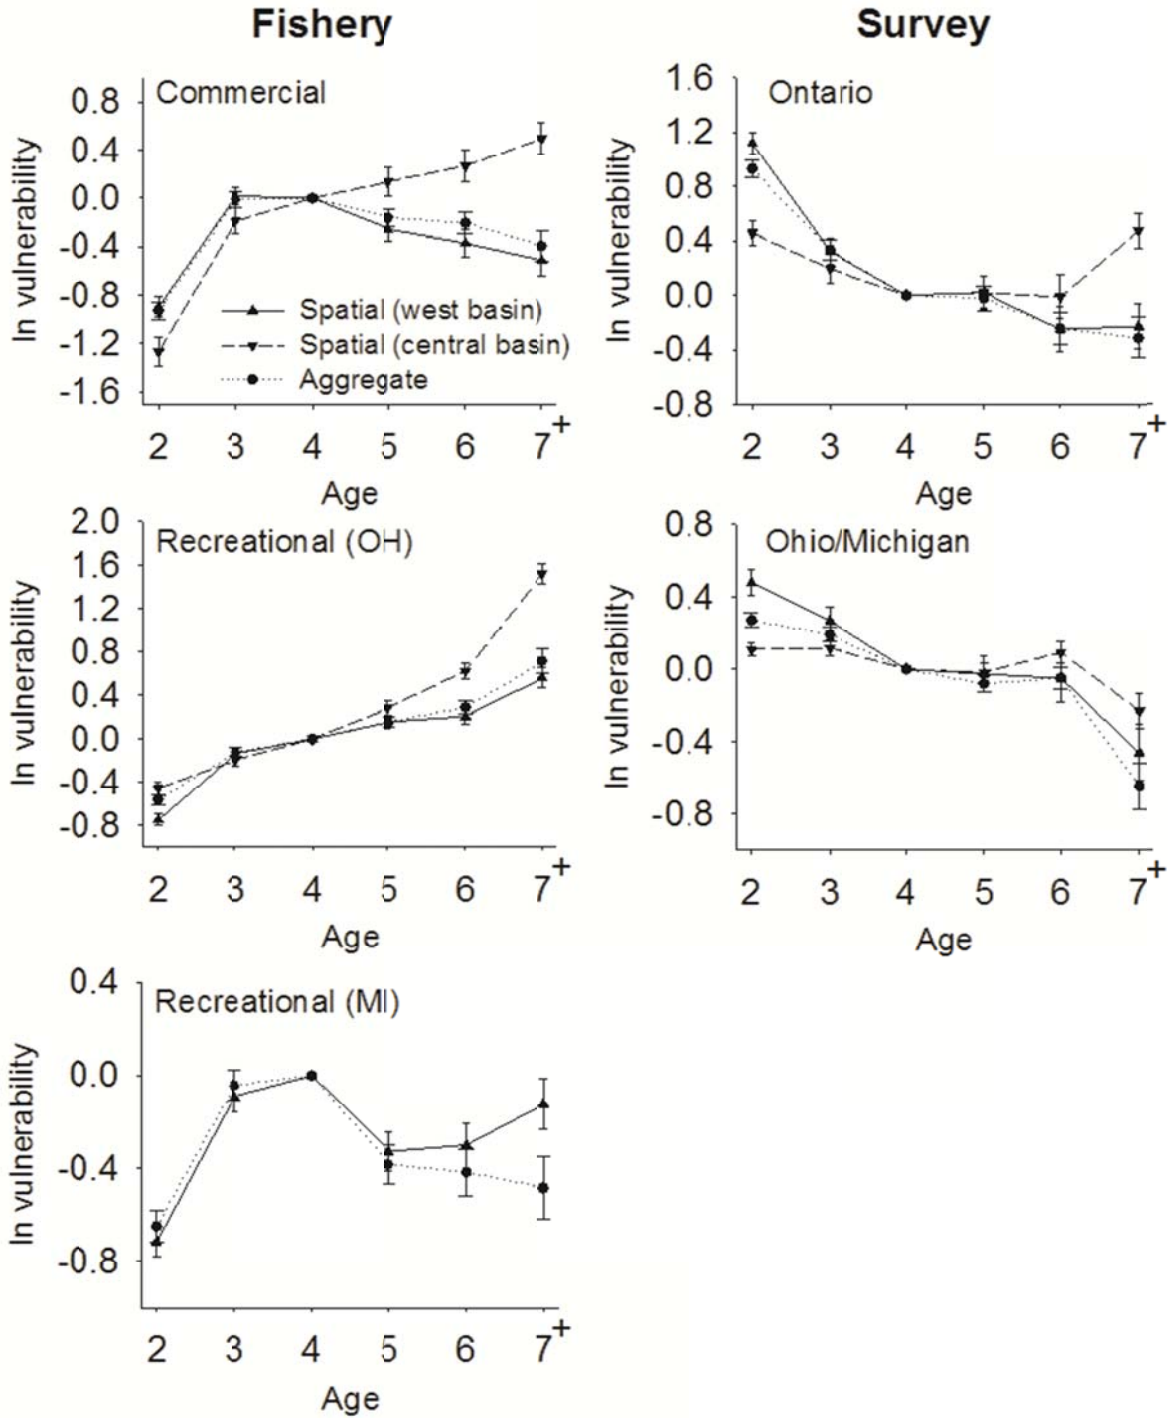 Fishery
Survey
Commercial
ln vulnerability
0.8
0.4
0.0
-0.4
-0.8
-1.2
-1.6
Spatial (west basin)
Spatial (central basin)
Aggregate
2 3 4 5 6 7+
Age
Ontario
ln vulnerability
1.6
1.2
0.8
0.4
0.0
-0.4
-0.8
2 3 4 5 6 7+
Age
Recreational (OH)
ln vulnerability
2.0
1.6
1.2
0.8
0.4
0.0
-0.4
-0.8
2 3 4 5 6 7+
Age
Ohio/Michigan
ln vulnerability
0.8
0.4
0.0
-0.4
-0.8
2 3 4 5 6 7+
Age
Recreational (MI)
ln vulnerability
0.4
0.0
-0.4
-0.8
2 3 4 5 6 7+
Age